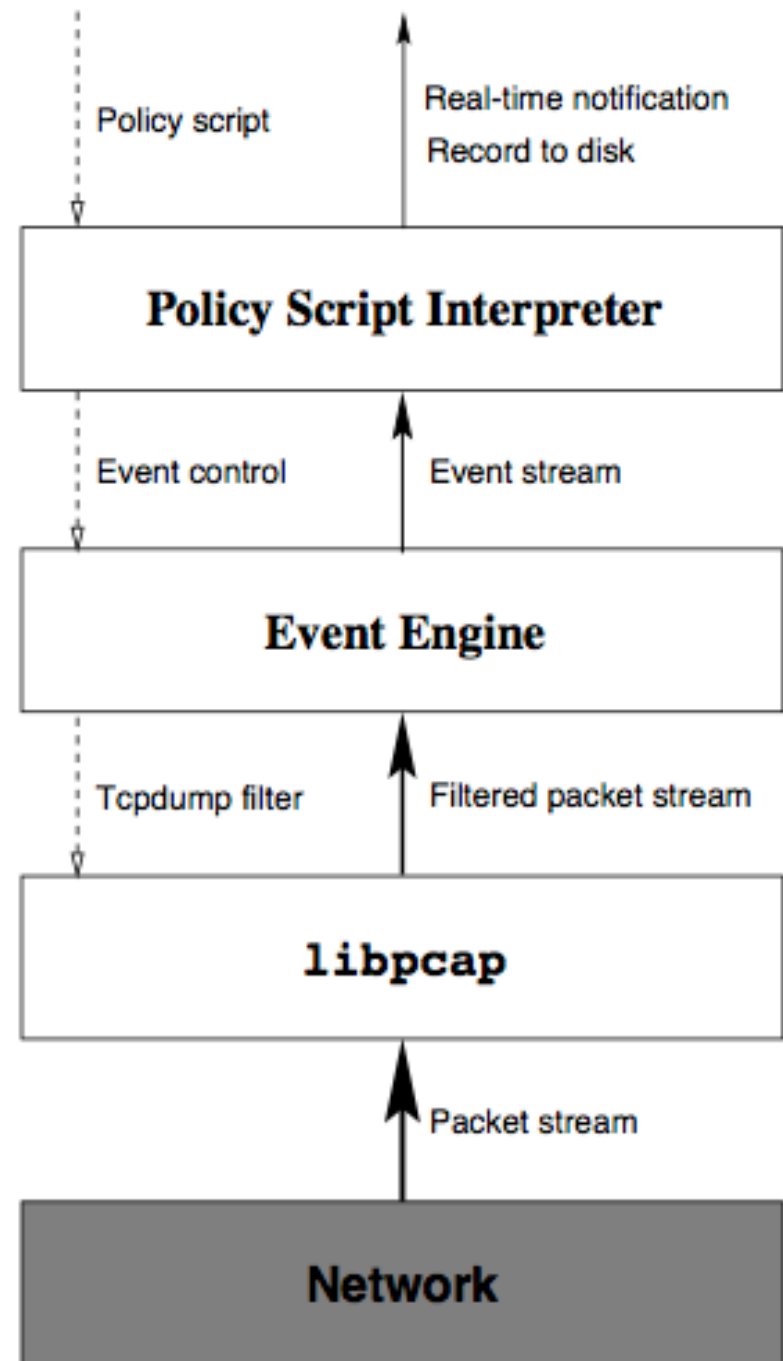 Policy script
Real-time notification
Record to disk
Policy Script Interpreter
Event control
Event stream
Event Engine
Tcpdump filter
Filtered packet stream
libpcap
Packet stream
Network